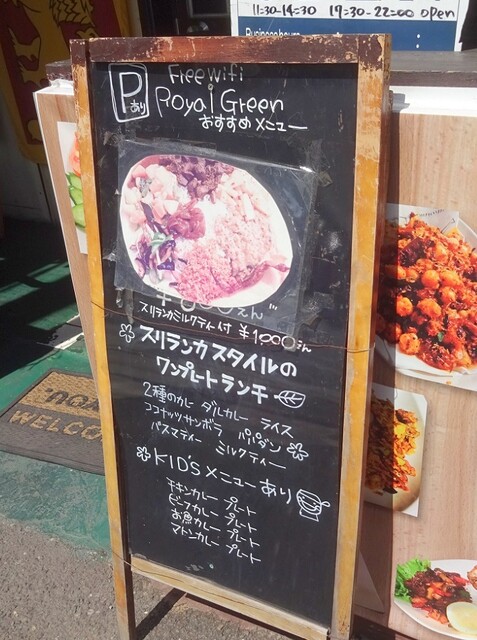 11:30-14:30 17:30-22:00 open
Business hours
P
あり
Free wifi
Royal Green
おすすめメニュー
スリランカミルクティー付 ¥1,000えん
スリランカスタイルの
ワンプレートランチ
2種のカレー ダルカレー ライス
ココナッツサンボラ パパダン
バスマティー ミルクティー
KID'sメニューあり
チキンカレー プレート
ビーフカレー プレート
お魚カレー プレート
マトンカレー プレート
WELCO